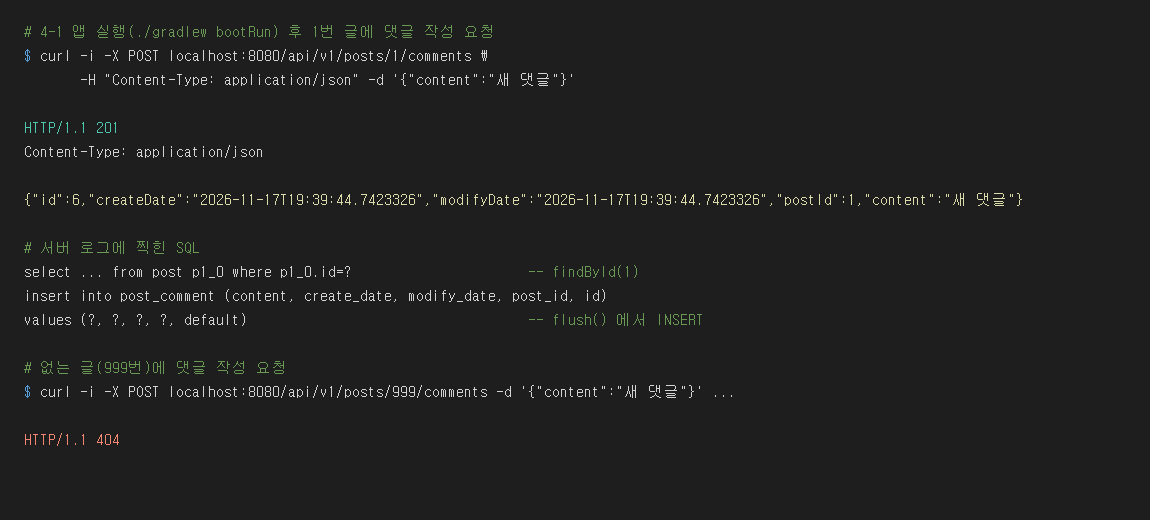 # 4-1 앱 실행(./gradlew bootRun) 후 1번 글에 댓글 작성 요청
$ curl -i -X POST localhost:8080/api/v1/posts/1/comments ₩
-H "Content-Type: application/json" -d '{"content":"새 댓글"}'
HTTP/1.1 201
Content-Type: application/json
{"id":6,"createDate":"2026-11-17T19:39:44.7423326","modifyDate":"2026-11-17T19:39:44.7423326","postId":1,"content":"새 댓글"}
# 서버 로그에 찍힌 SQL
select ... from post p1_0 where p1_0.id=? -- findById(1)
insert into post_comment (content, create_date, modify_date, post_id, id)
values (?, ?, ?, ?, default) -- flush() 에서 INSERT
# 없는 글(999번)에 댓글 작성 요청
$ curl -i -X POST localhost:8080/api/v1/posts/999/comments -d '{"content":"새 댓글"}' ...
HTTP/1.1 404